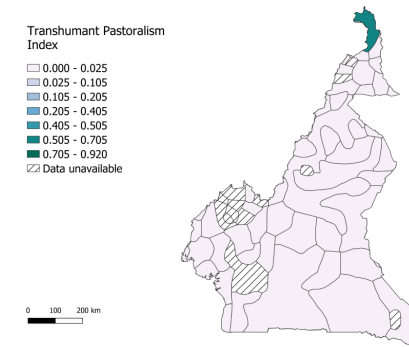 Transhumant Pastoralism
Index
0.000 - 0.025
0.025 - 0.105
0.105 - 0.205
0.205 - 0.405
0.405 - 0.505
0.505 - 0.705
0.705 - 0.920
Data unavailable
0 100 200 km